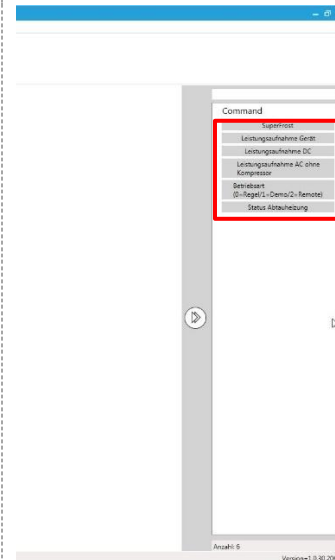 Command
SuperFrost
Leistungsaufnahme Gerät
Leistungsaufnahme DC
Leistungsaufnahme AC ohne
Kompressor
Betriebsart
(0=Regel/1=Demo/2=Remote)
Status Abtauheizung
Anzahl: 6